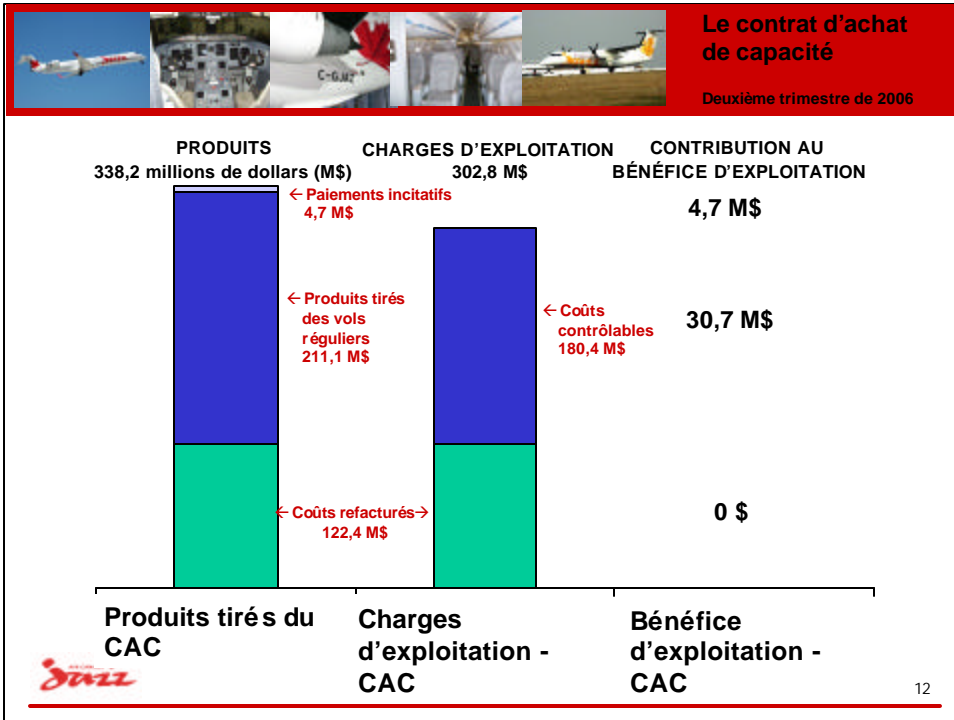 Le contrat d'achat
de capacité
Deuxième trimestre de 2006
PRODUITS
338,2 millions de dollars (M$)
CHARGES D'EXPLOITATION
302,8 M$
CONTRIBUTION AU
BÉNÉFICE D'EXPLOITATION
← Paiements incitatifs
4,7 M$
4,7 M$
← Produits tirés
des vols
réguliers
211,1 M$
← Coûts
contrôlables
180,4 M$
30,7 M$
← Coûts refacturés→
122,4 M$
0 $
Produits tirés du
CAC
Charges
d'exploitation -
CAC
Bénéfice
d'exploitation -
CAC
Jazz
12